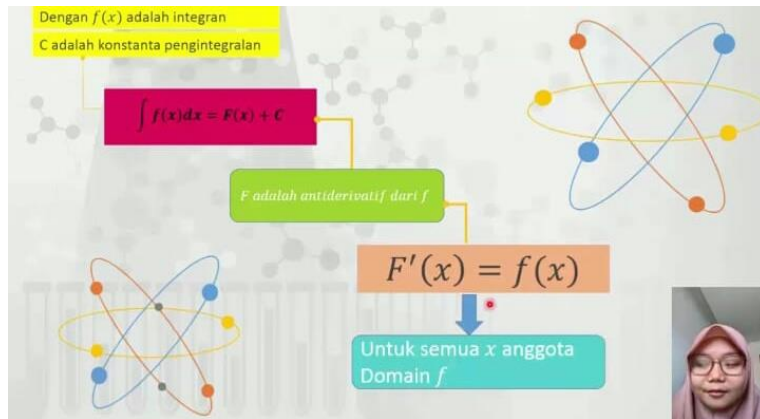 Dengan f(x) adalah integran
C adalah konstanta pengintegralan
∫ f(x)dx = F(x) + C
F adalah antiderivatif dari f
F′(x) = f(x)
Untuk semua x anggota
Domain f